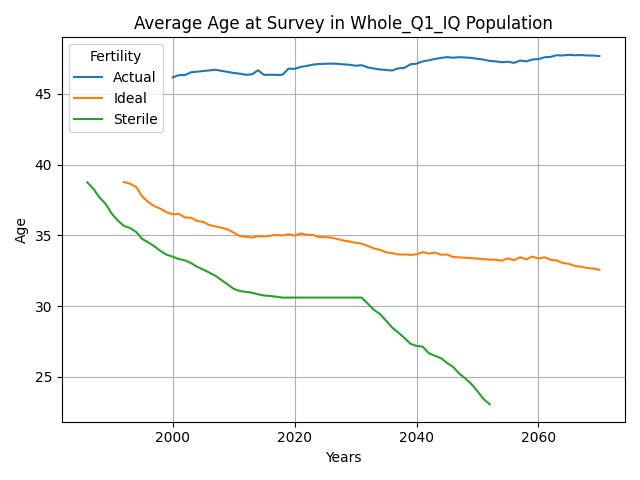 Average Age at Survey in Whole_Q1_IQ Population
Fertility
Actual
Ideal
Sterile
45
40
35
30
25
Age
2000
2020
2040
2060
Years